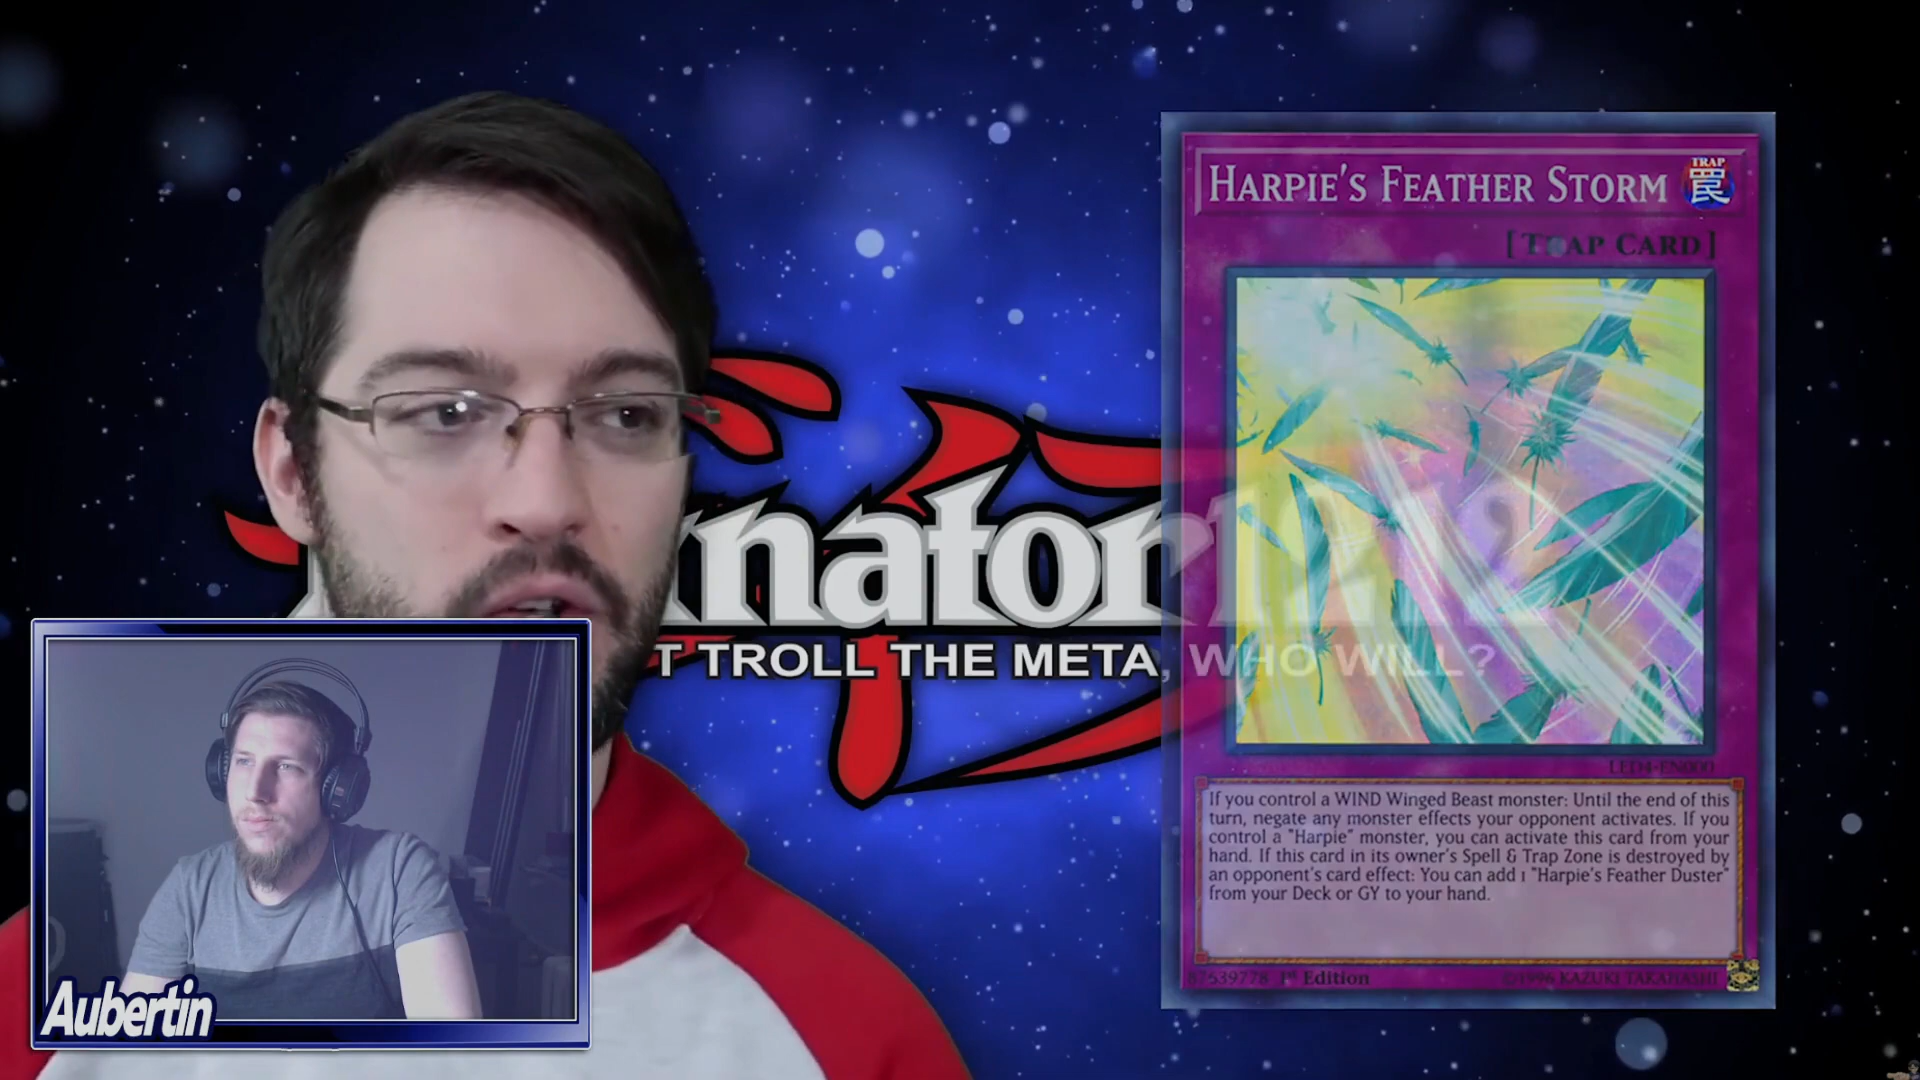 HARPIE'S FEATHER STORM
TRAP
罠
[TRAP CARD]
nator
T TROLL THE META, WHO WILL?
LED4-EN000
If you control a WIND Winged Beast monster: Until the end of this
turn, negate any monster effects your opponent activates. If you
control a "Harpie" monster, you can activate this card from your
hand. If this card in its owner's Spell & Trap Zone is destroyed by
an opponent's card effect: You can add 1 "Harpie's Feather Duster"
from your Deck or GY to your hand.
87639778 1st Edition
©1996 KAZUKI TAKAHASHI
Aubertin